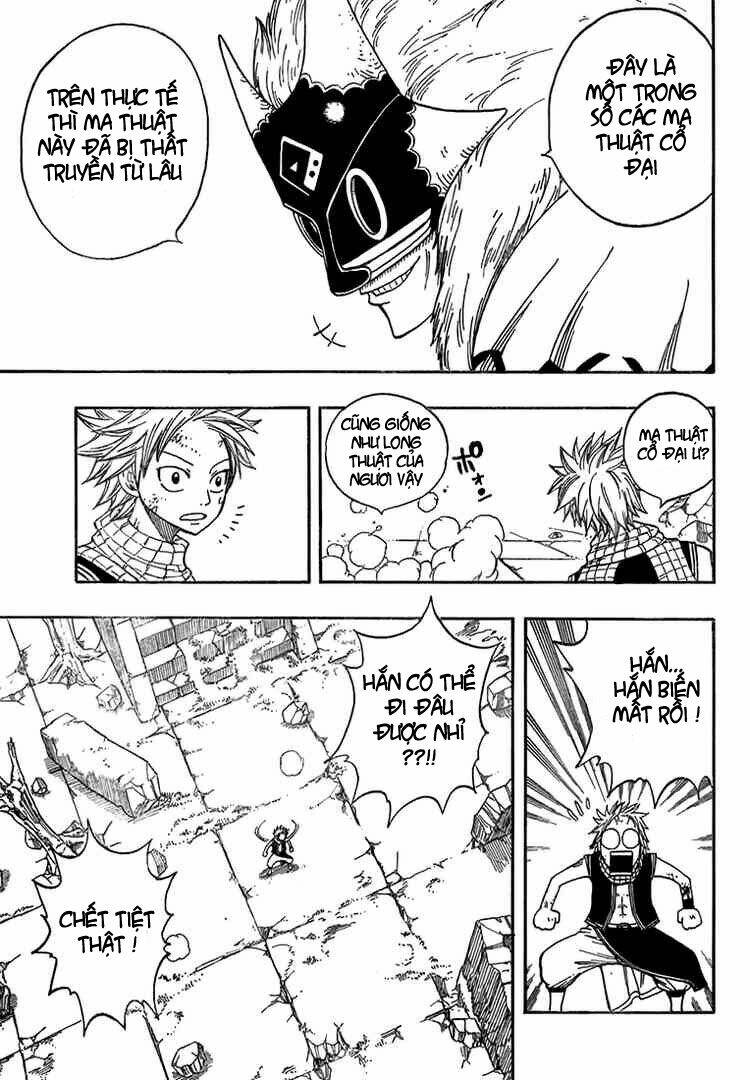 ĐÂY LÀ
MỘT TRONG
SỐ CÁC MA
THUẬT CỔ
ĐẠI
TRÊN THỰC TẾ
THÌ MA THUẬT
NÀY ĐÃ BỊ THẤT
TRUYỀN TỪ LÂU
MA THUẬT
CỔ ĐẠI Ư?
CŨNG GIỐNG
NHƯ LONG
THUẬT CỦA
NGƯƠI VẬY
HẮN...
HẮN BIẾN
MẤT RỒI !
HẮN CÓ THỂ
ĐI ĐÂU
ĐƯỢC NHỈ
??!!
CHẾT TIỆT
THẬT !